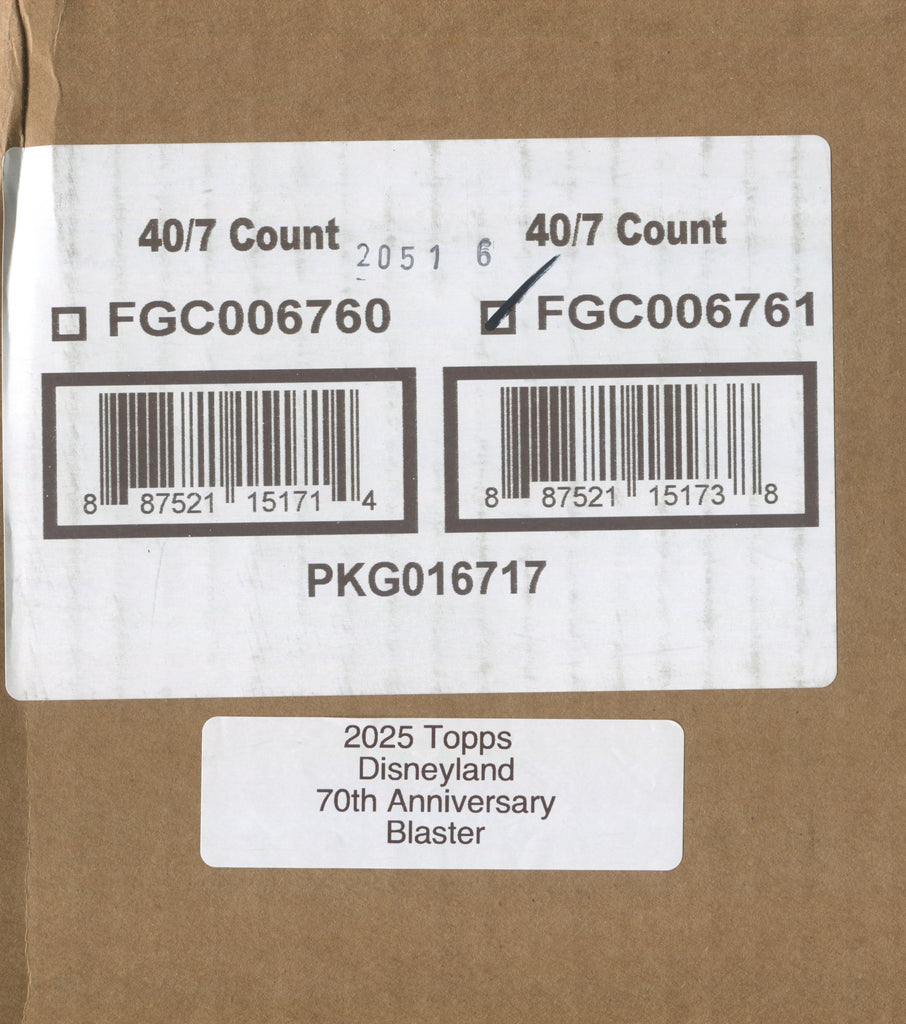 40/7 Count 40/7 Count
2051 6
FGC006760 FGC006761
8 87521 15171 4 8 87521 15173 8
PKG016717
2025 Topps
Disneyland
70th Anniversary
Blaster